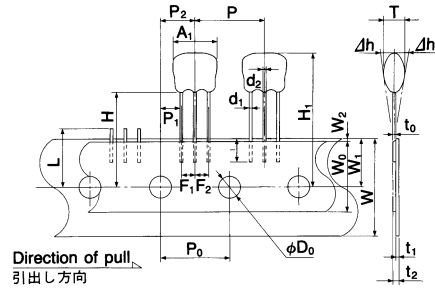 P2 P T
A1 Δh Δh
d2
d1
H P1 H1
L l t0
W2 W0 W1 W
F1 F2
P0 φD0
t1
t2
Direction of pull
引出し方向